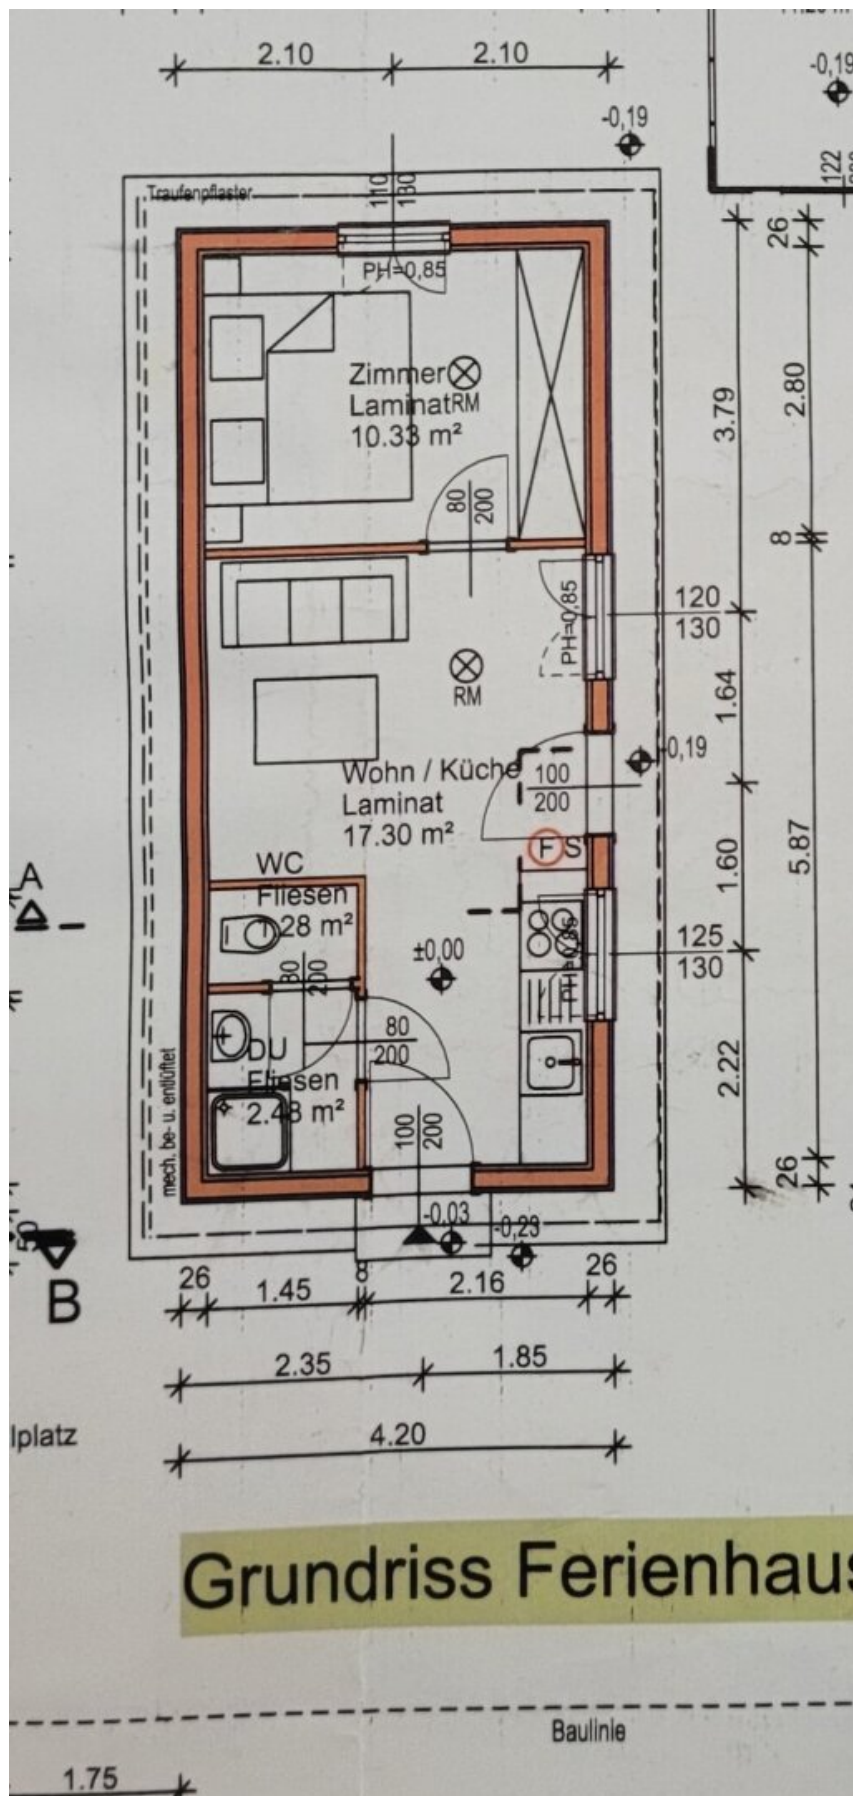 2.10
2.10
-0,19
-0,19
122
Traufenpflaster
110
130
PH=0,85
26
Zimmer
Laminat RM
10.33 m²
3.79
2.80
80
200
8
PH=0,85
120
130
RM
1.64
Wohn / Küche
Laminat
17.30 m²
100
200
-0,19
F S
5.87
1.60
A
WC
Fliesen
1.28 m²
80
200
±0,00
PH=0,85
125
130
80
200
DU
Fliesen
2.48 m²
mech. be- u. entlüftet
2.22
100
200
26
-0,03
-0,23
50
B
26
1.45
8
2.16
26
2.35
1.85
4.20
lplatz
Grundriss Ferienhaus
Baulinie
1.75